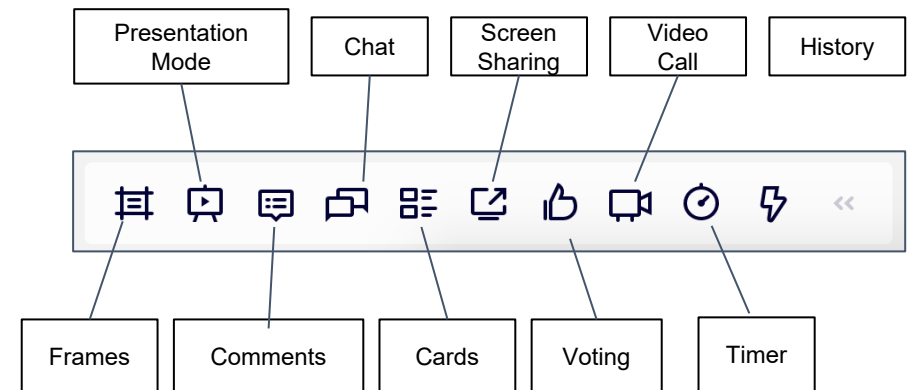 Presentation
Mode
Chat
Screen
Sharing
Video
Call
History
Frames
Comments
Cards
Voting
Timer